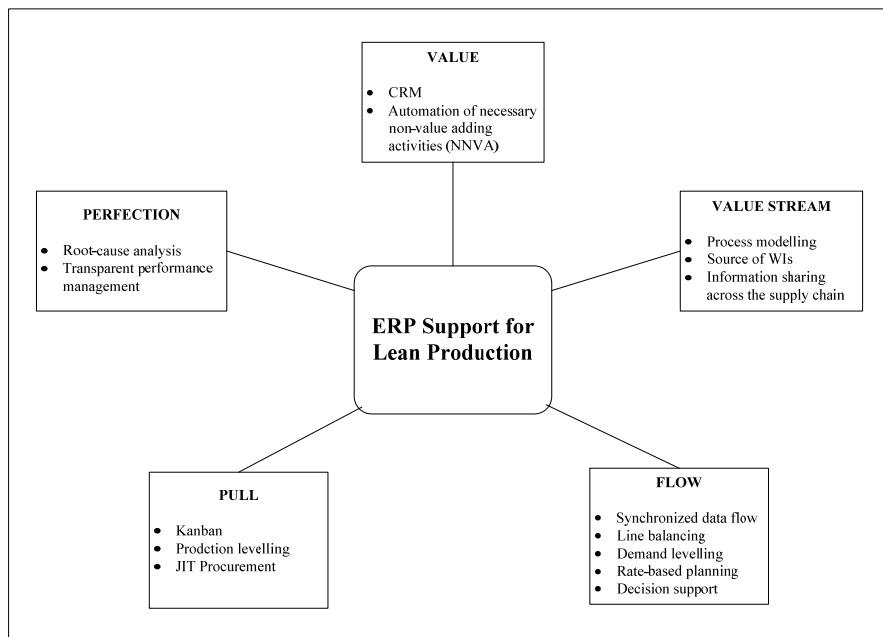 VALUE
• CRM
• Automation of necessary
non-value adding
activities (NNVA)
PERFECTION
• Root-cause analysis
• Transparent performance
management
VALUE STREAM
• Process modelling
• Source of WIs
• Information sharing
across the supply chain
ERP Support for
Lean Production
PULL
• Kanban
• Prodction levelling
• JIT Procurement
FLOW
• Synchronized data flow
• Line balancing
• Demand levelling
• Rate-based planning
• Decision support